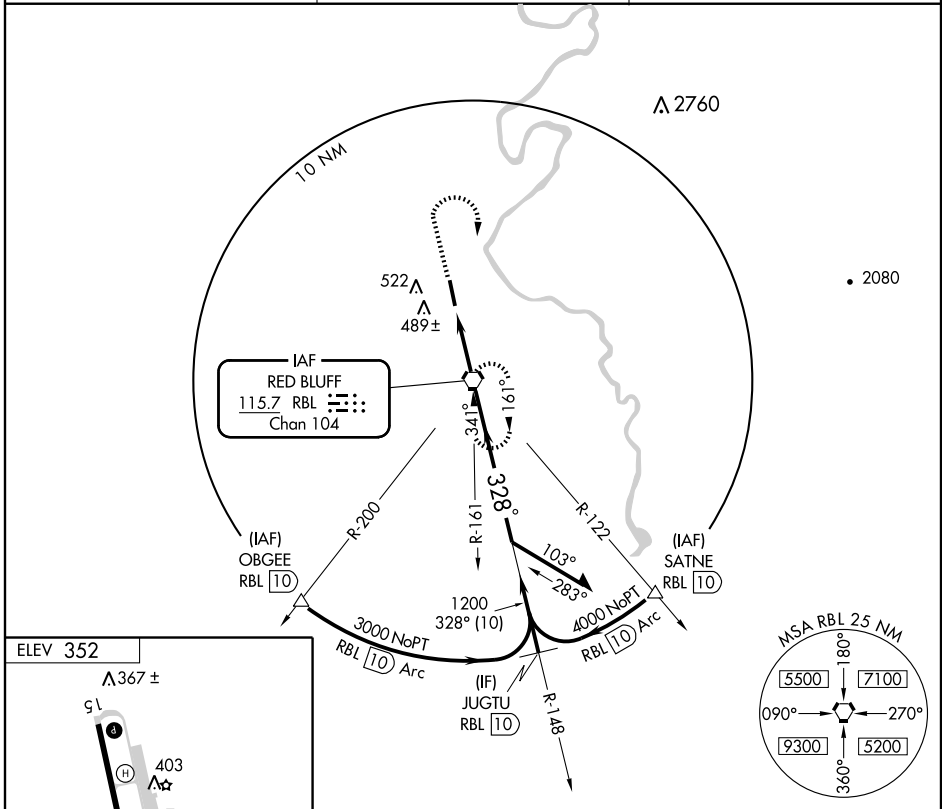 2760
10 NM
2080
522
489 ±
IAF
RED BLUFF
115.7 RBL
Chan 104
341°
161°
328°
R-200
R-161
R-122
(IAF)
OBGEE
RBL 10
(IAF)
SATNE
RBL 10
103°
283°
1200
328° (10)
3000 NoPT
RBL 10 Arc
4000 NoPT
RBL 10 Arc
(IF)
JUGTU
RBL 10
R-148
MSA RBL 25 NM
180°
5500
7100
090°
270°
9300
5200
360°
ELEV 352
367 ±
15
P
H
403